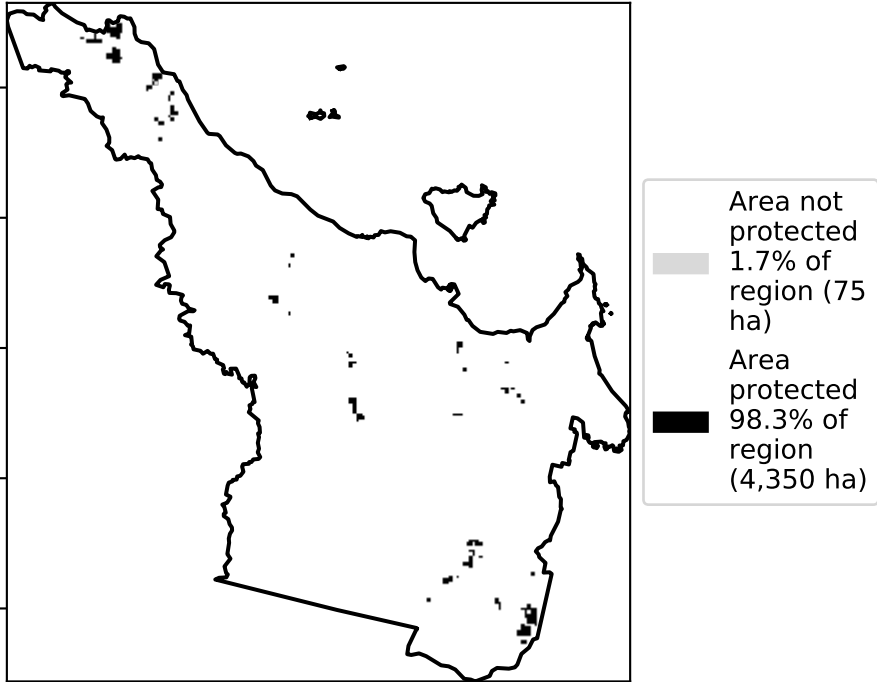 Area not
protected
1.7% of
region (75
ha)
Area
protected
98.3% of
region
(4,350 ha)